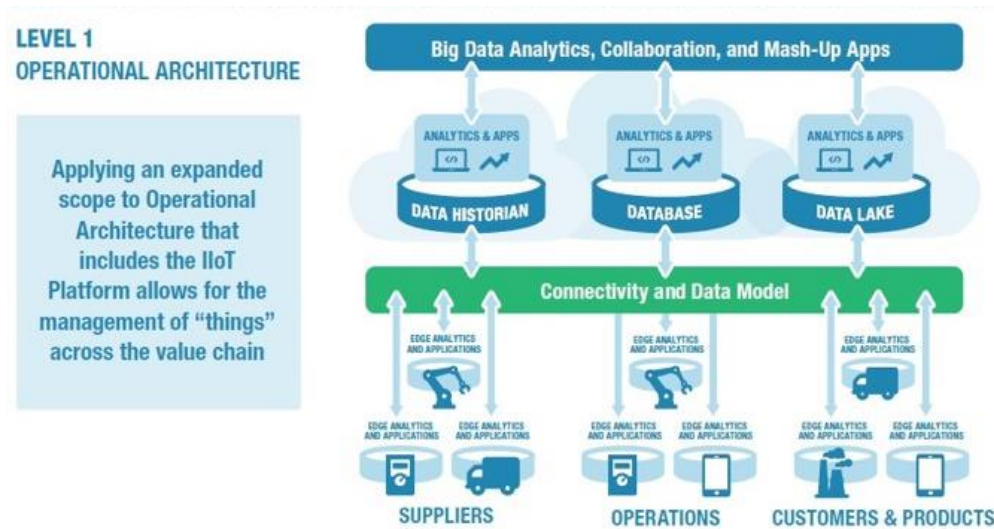 LEVEL 1
OPERATIONAL ARCHITECTURE
Applying an expanded
scope to Operational
Architecture that
includes the IIoT
Platform allows for the
management of “things”
across the value chain
Big Data Analytics, Collaboration, and Mash-Up Apps
ANALYTICS & APPS
</>
DATA HISTORIAN
ANALYTICS & APPS
</>
DATABASE
ANALYTICS & APPS
</>
DATA LAKE
Connectivity and Data Model
EDGE ANALYTICS
AND APPLICATIONS
EDGE ANALYTICS
AND APPLICATIONS
EDGE ANALYTICS
AND APPLICATIONS
SUPPLIERS
EDGE ANALYTICS
AND APPLICATIONS
EDGE ANALYTICS
AND APPLICATIONS
EDGE ANALYTICS
AND APPLICATIONS
OPERATIONS
EDGE ANALYTICS
AND APPLICATIONS
EDGE ANALYTICS
AND APPLICATIONS
EDGE ANALYTICS
AND APPLICATIONS
CUSTOMERS & PRODUCTS